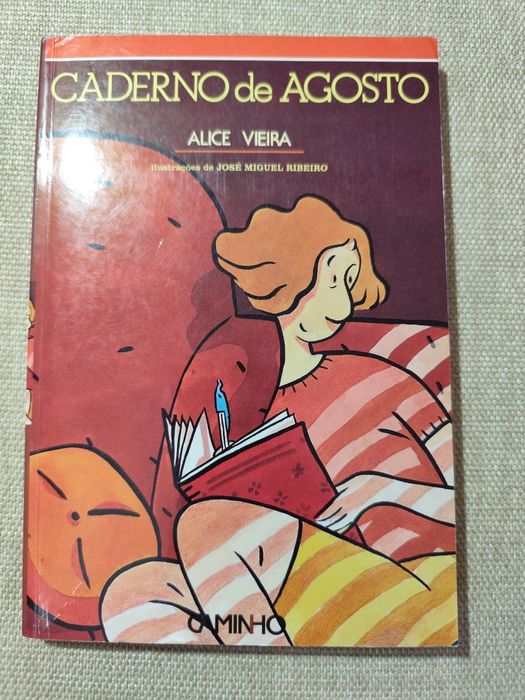 CADERNO de AGOSTO
ALICE VIEIRA
ilustrações de JOSÉ MIGUEL RIBEIRO
CAMINHO